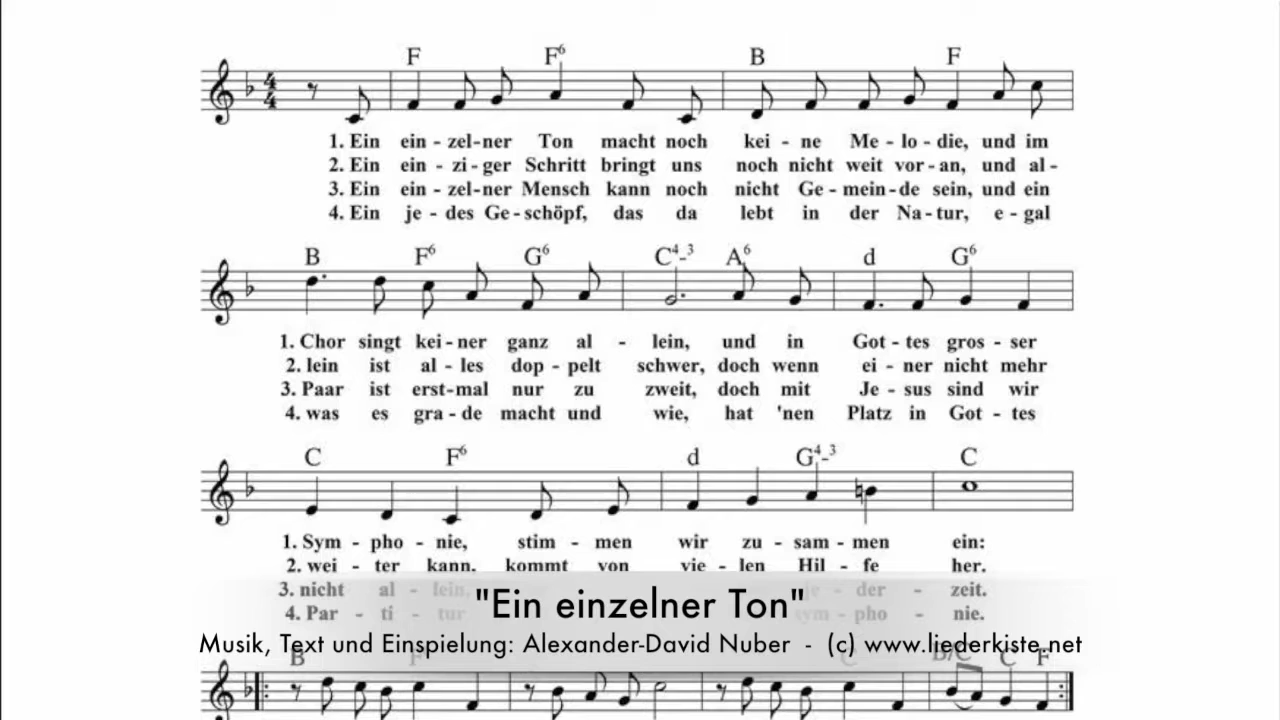 F F6 B F
1. Ein ein - zel-ner Ton macht noch kei - ne Me - lo - die, und im
2. Ein ein - zi - ger Schritt bringt uns noch nicht weit vor - an, und al -
3. Ein ein - zel-ner Mensch kann noch nicht Ge - mein - de sein, und ein
4. Ein je - des Ge - schöpf, das da lebt in der Na - tur, e - gal
B F6 G6 C4-3 A6 d G6
1. Chor singt kei - ner ganz al - lein, und in Got - tes gros - ser
2. lein ist al - les dop - pelt schwer, doch wenn ei - ner nicht mehr
3. Paar ist erst - mal nur zu zweit, doch mit Je - sus sind wir
4. was es gra - de macht und wie, hat 'nen Platz in Got - tes
C F6 d G4-3 C
1. Sym - pho - nie, stim - men wir zu - sam - men ein:
2. wei - ter kann, kommt von vie - len Hil - fe her.
3. nicht al - lein, je - der - zeit.
4. Par - ti - tur sym - pho - nie.
"Ein einzelner Ton"
Musik, Text und Einspielung: Alexander-David Nuber - (c) www.liederkiste.net
B F C B/C C F